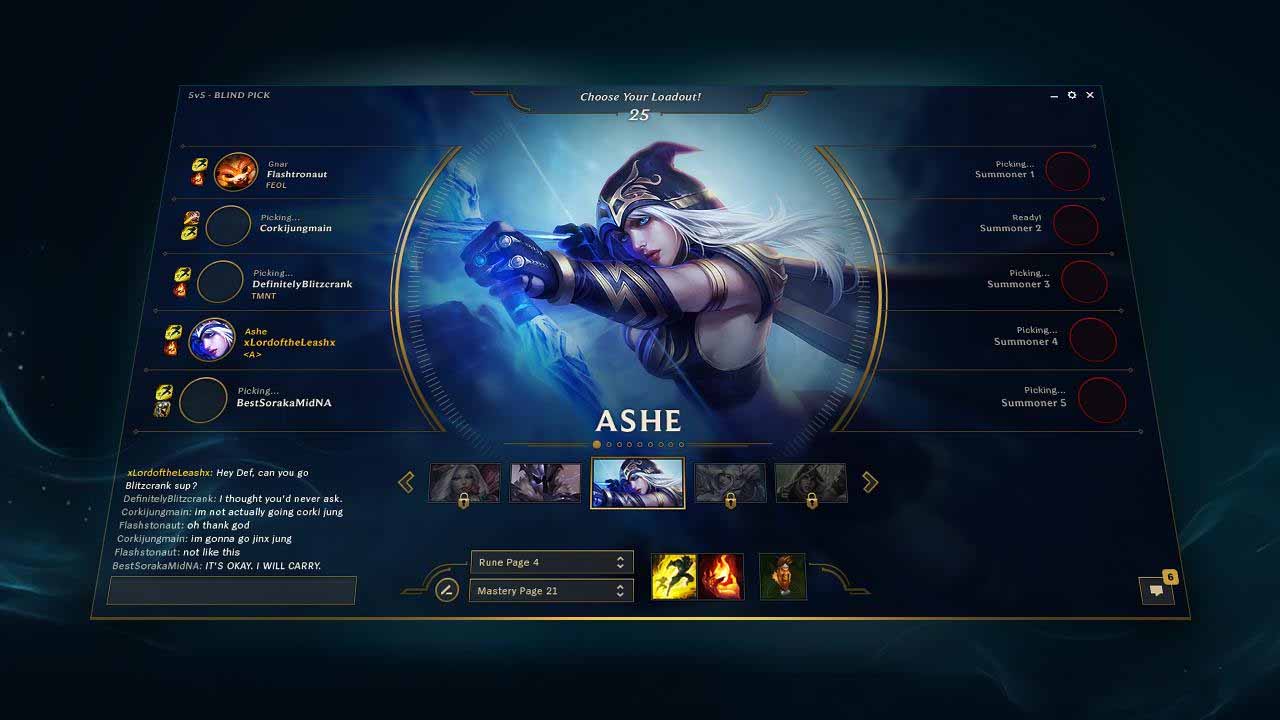 5v5 - BLIND PICK
Choose Your Loadout!
25
Gnar
Flashtronaut
FEOL
Picking...
Corkijungmain
Picking...
DefinitelyBlitzcrank
TMNT
Ashe
xLordoftheLeashx
<A>
Picking...
BestSorakaMidNA
Picking...
Summoner 1
Ready!
Summoner 2
Picking...
Summoner 3
Picking...
Summoner 4
Picking...
Summoner 5
ASHE
xLordoftheLeashx: Hey Def, can you go
Blitzcrank sup?
DefinitelyBlitzcrank: I thought you'd never ask.
Corkijungmain: im not actually going corki jung
Flashstonaut: oh thank god
Corkijungmain: im gonna go jinx jung
Flashstonaut: not like this
BestSorakaMidNA: IT'S OKAY. I WILL CARRY.
Rune Page 4
Mastery Page 21
6